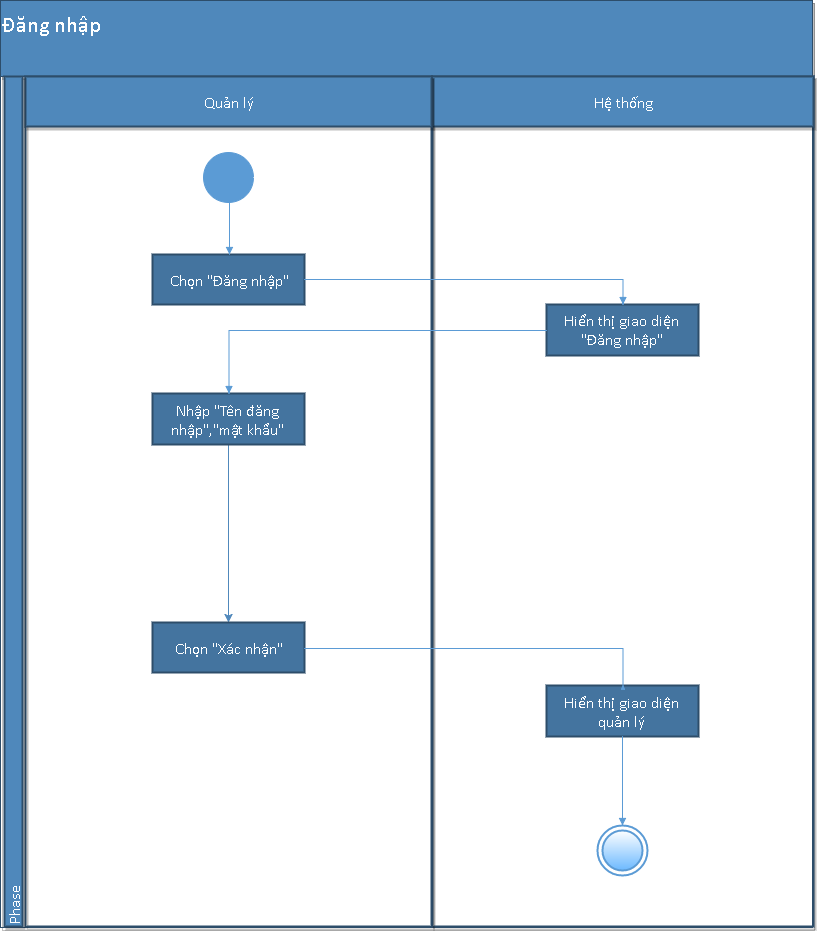 Đăng nhập
Quản lý
Hệ thống
Chọn "Đăng nhập"
Hiển thị giao diện
"Đăng nhập"
Nhập "Tên đăng
nhập","mật khẩu"
Chọn "Xác nhận"
Hiển thị giao diện
quản lý
Phase